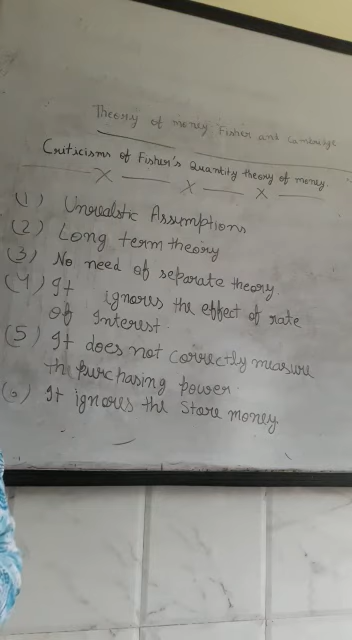 Theory of money Fisher and Cambridge
Criticisms of Fisher's Quantity theory of money.
x x x
(1) Unrealstic Assumptions
(2) Long term theory
(3) No need of separate theory
(4) It ignores the effect of rate
of Interest.
(5) It does not correctly measure
the purchasing power.
(6) It ignores the Store money.